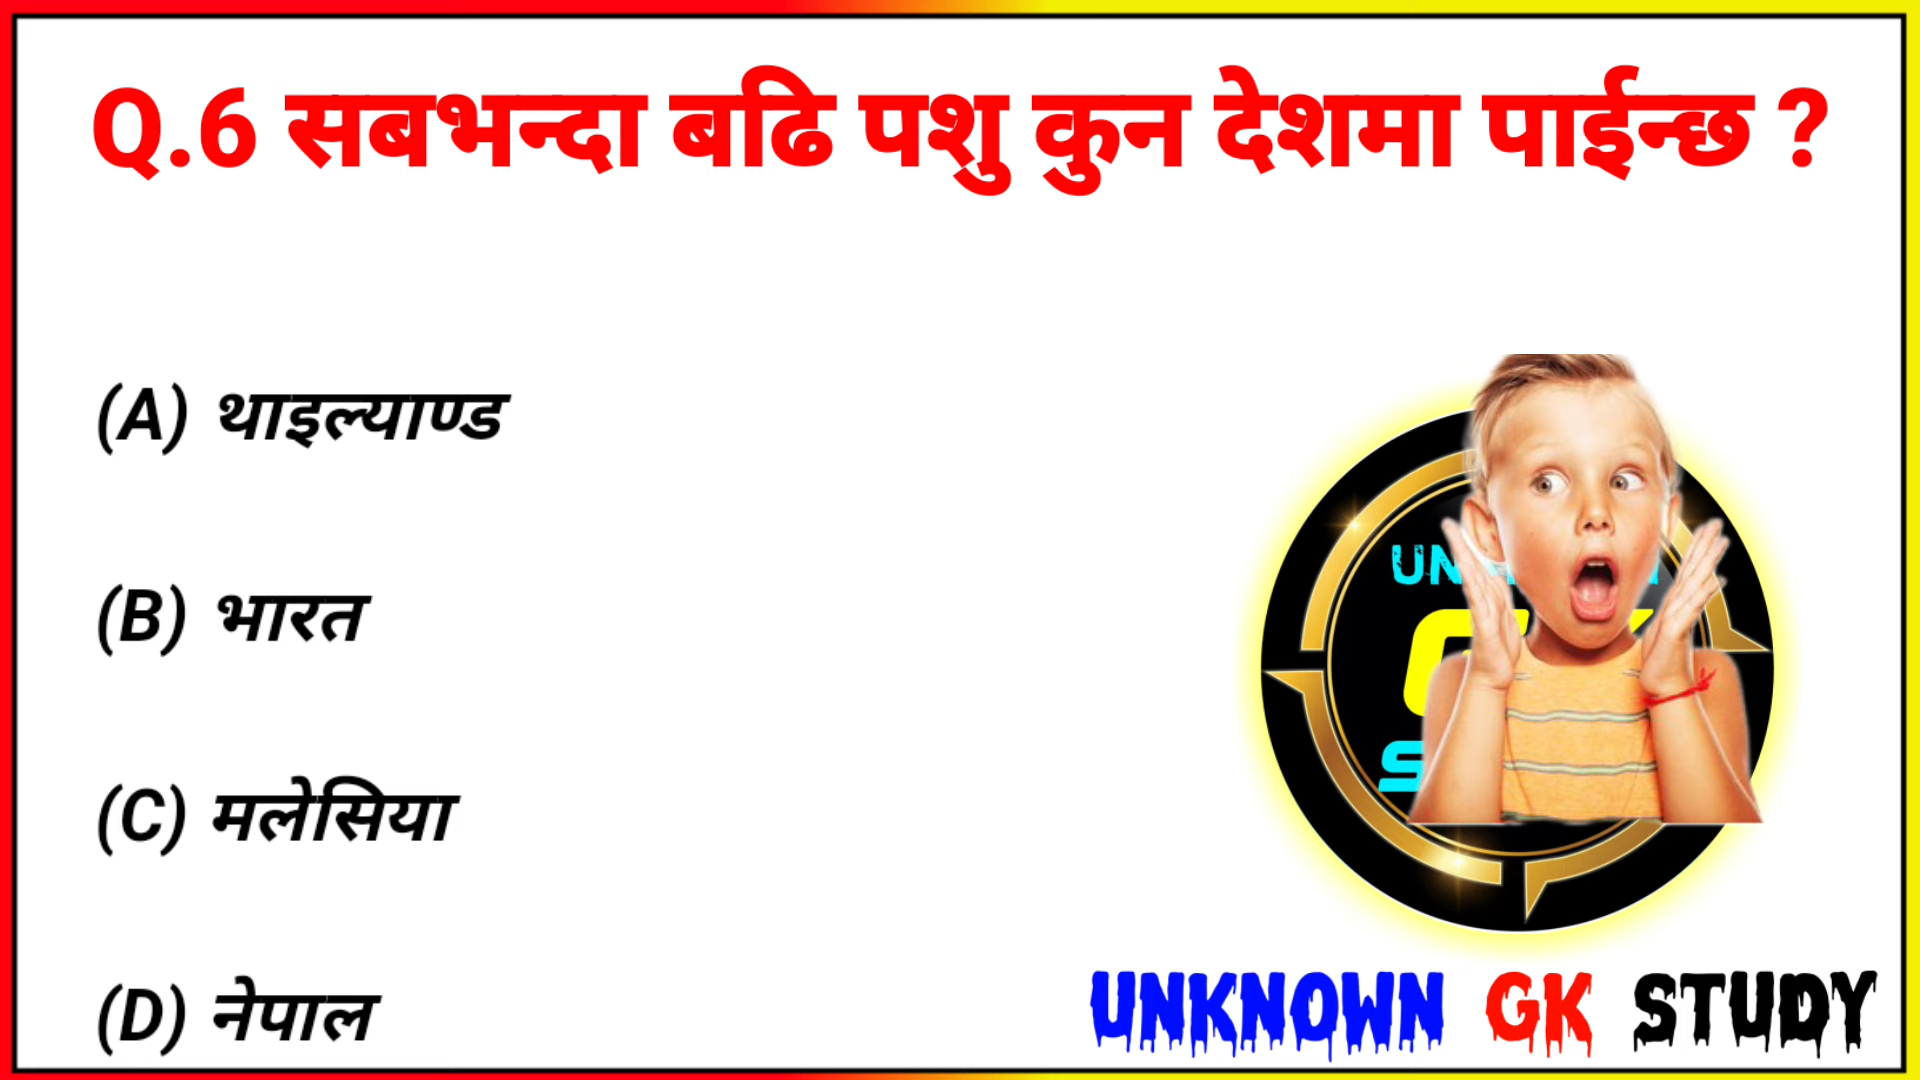 Q.6 सबभन्दा बढि पशु कुन देशमा पाईन्छ ?
(A) थाइल्याण्ड
(B) भारत
(C) मलेसिया
(D) नेपाल
UNKNOWN GK STUDY